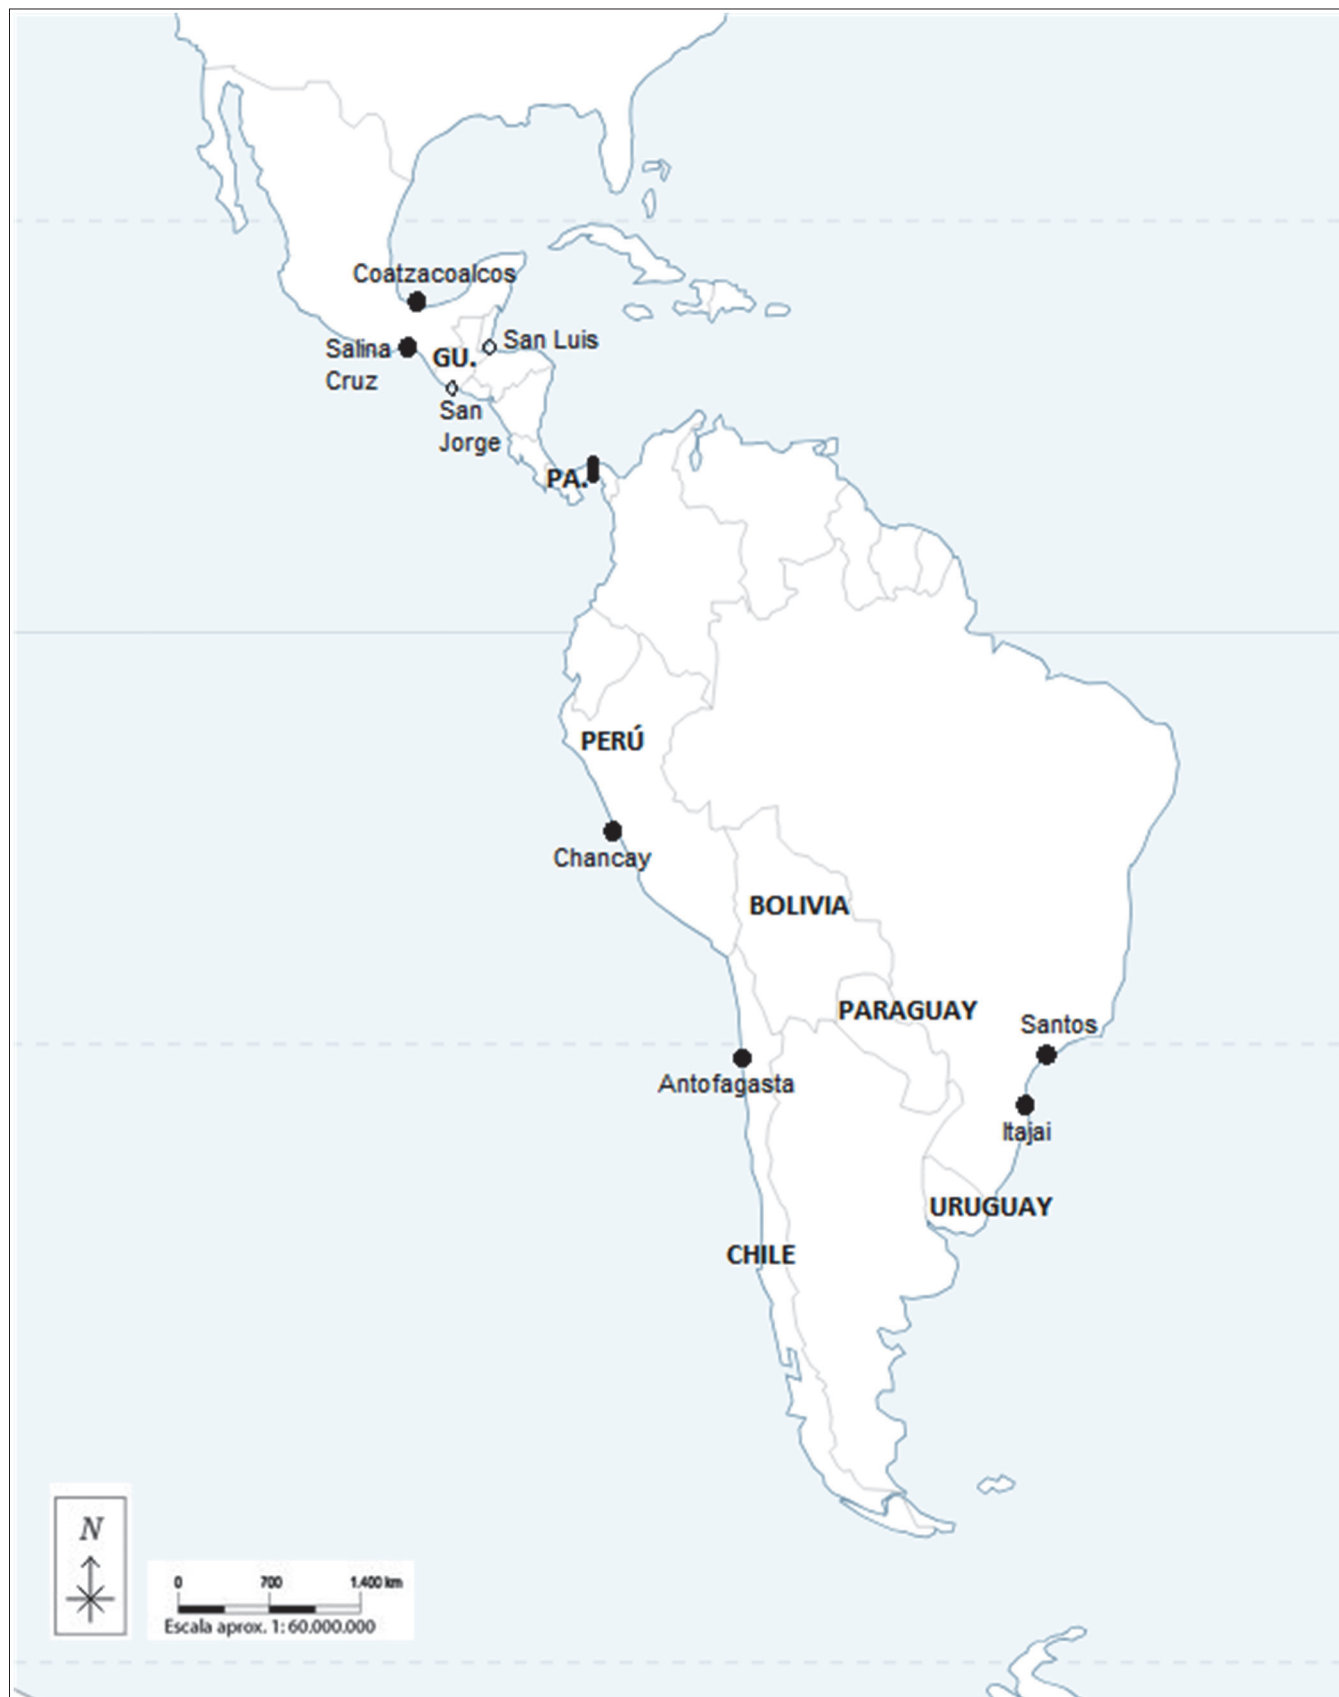 Coatzacoalcos
San Luis
Salina
Cruz
GU.
San
Jorge
PA.
PERÚ
Chancay
BOLIVIA
PARAGUAY
Santos
Antofagasta
Itajai
URUGUAY
CHILE
N
0 700 1.400 km
Escala aprox. 1: 60.000.000